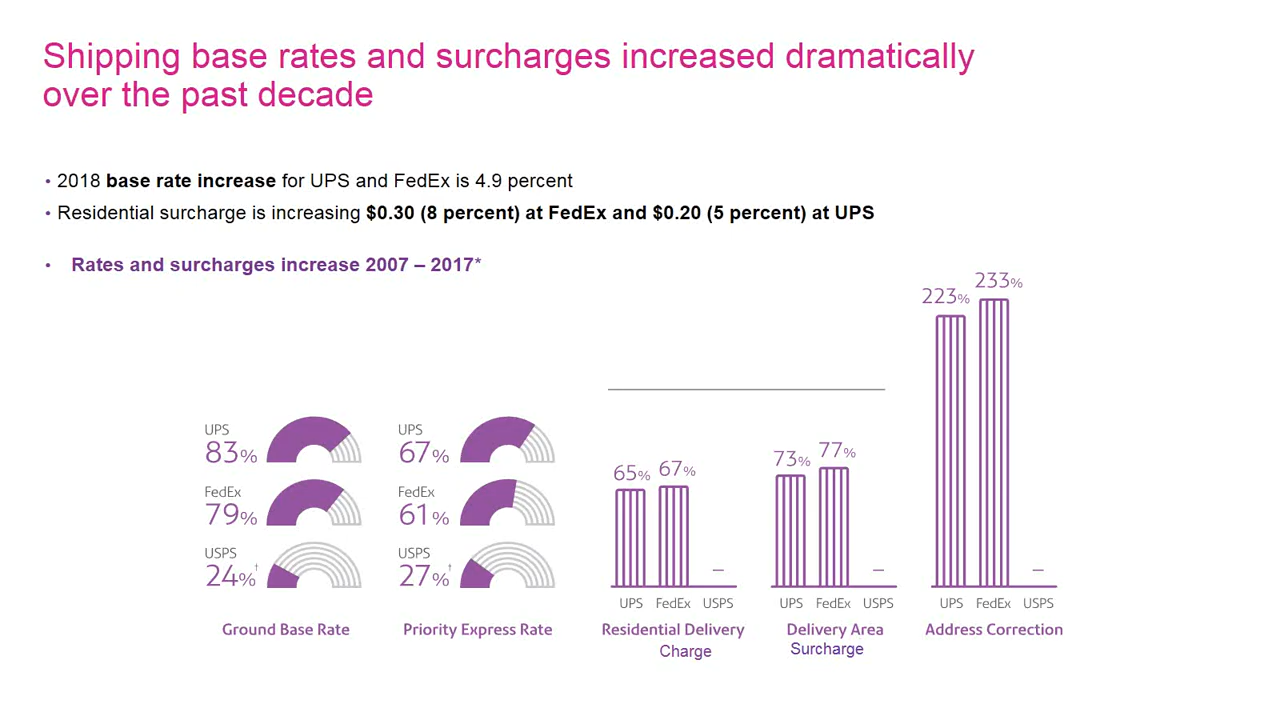 Shipping base rates and surcharges increased dramatically
over the past decade
• 2018 base rate increase for UPS and FedEx is 4.9 percent
• Residential surcharge is increasing $0.30 (8 percent) at FedEx and $0.20 (5 percent) at UPS
• Rates and surcharges increase 2007 – 2017*
UPS
83%
FedEx
79%
USPS
24%†
Ground Base Rate
UPS
67%
FedEx
61%
USPS
27%†
Priority Express Rate
65% 67% –
UPS FedEx USPS
Residential Delivery
Charge
73% 77% –
UPS FedEx USPS
Delivery Area
Surcharge
223% 233% –
UPS FedEx USPS
Address Correction